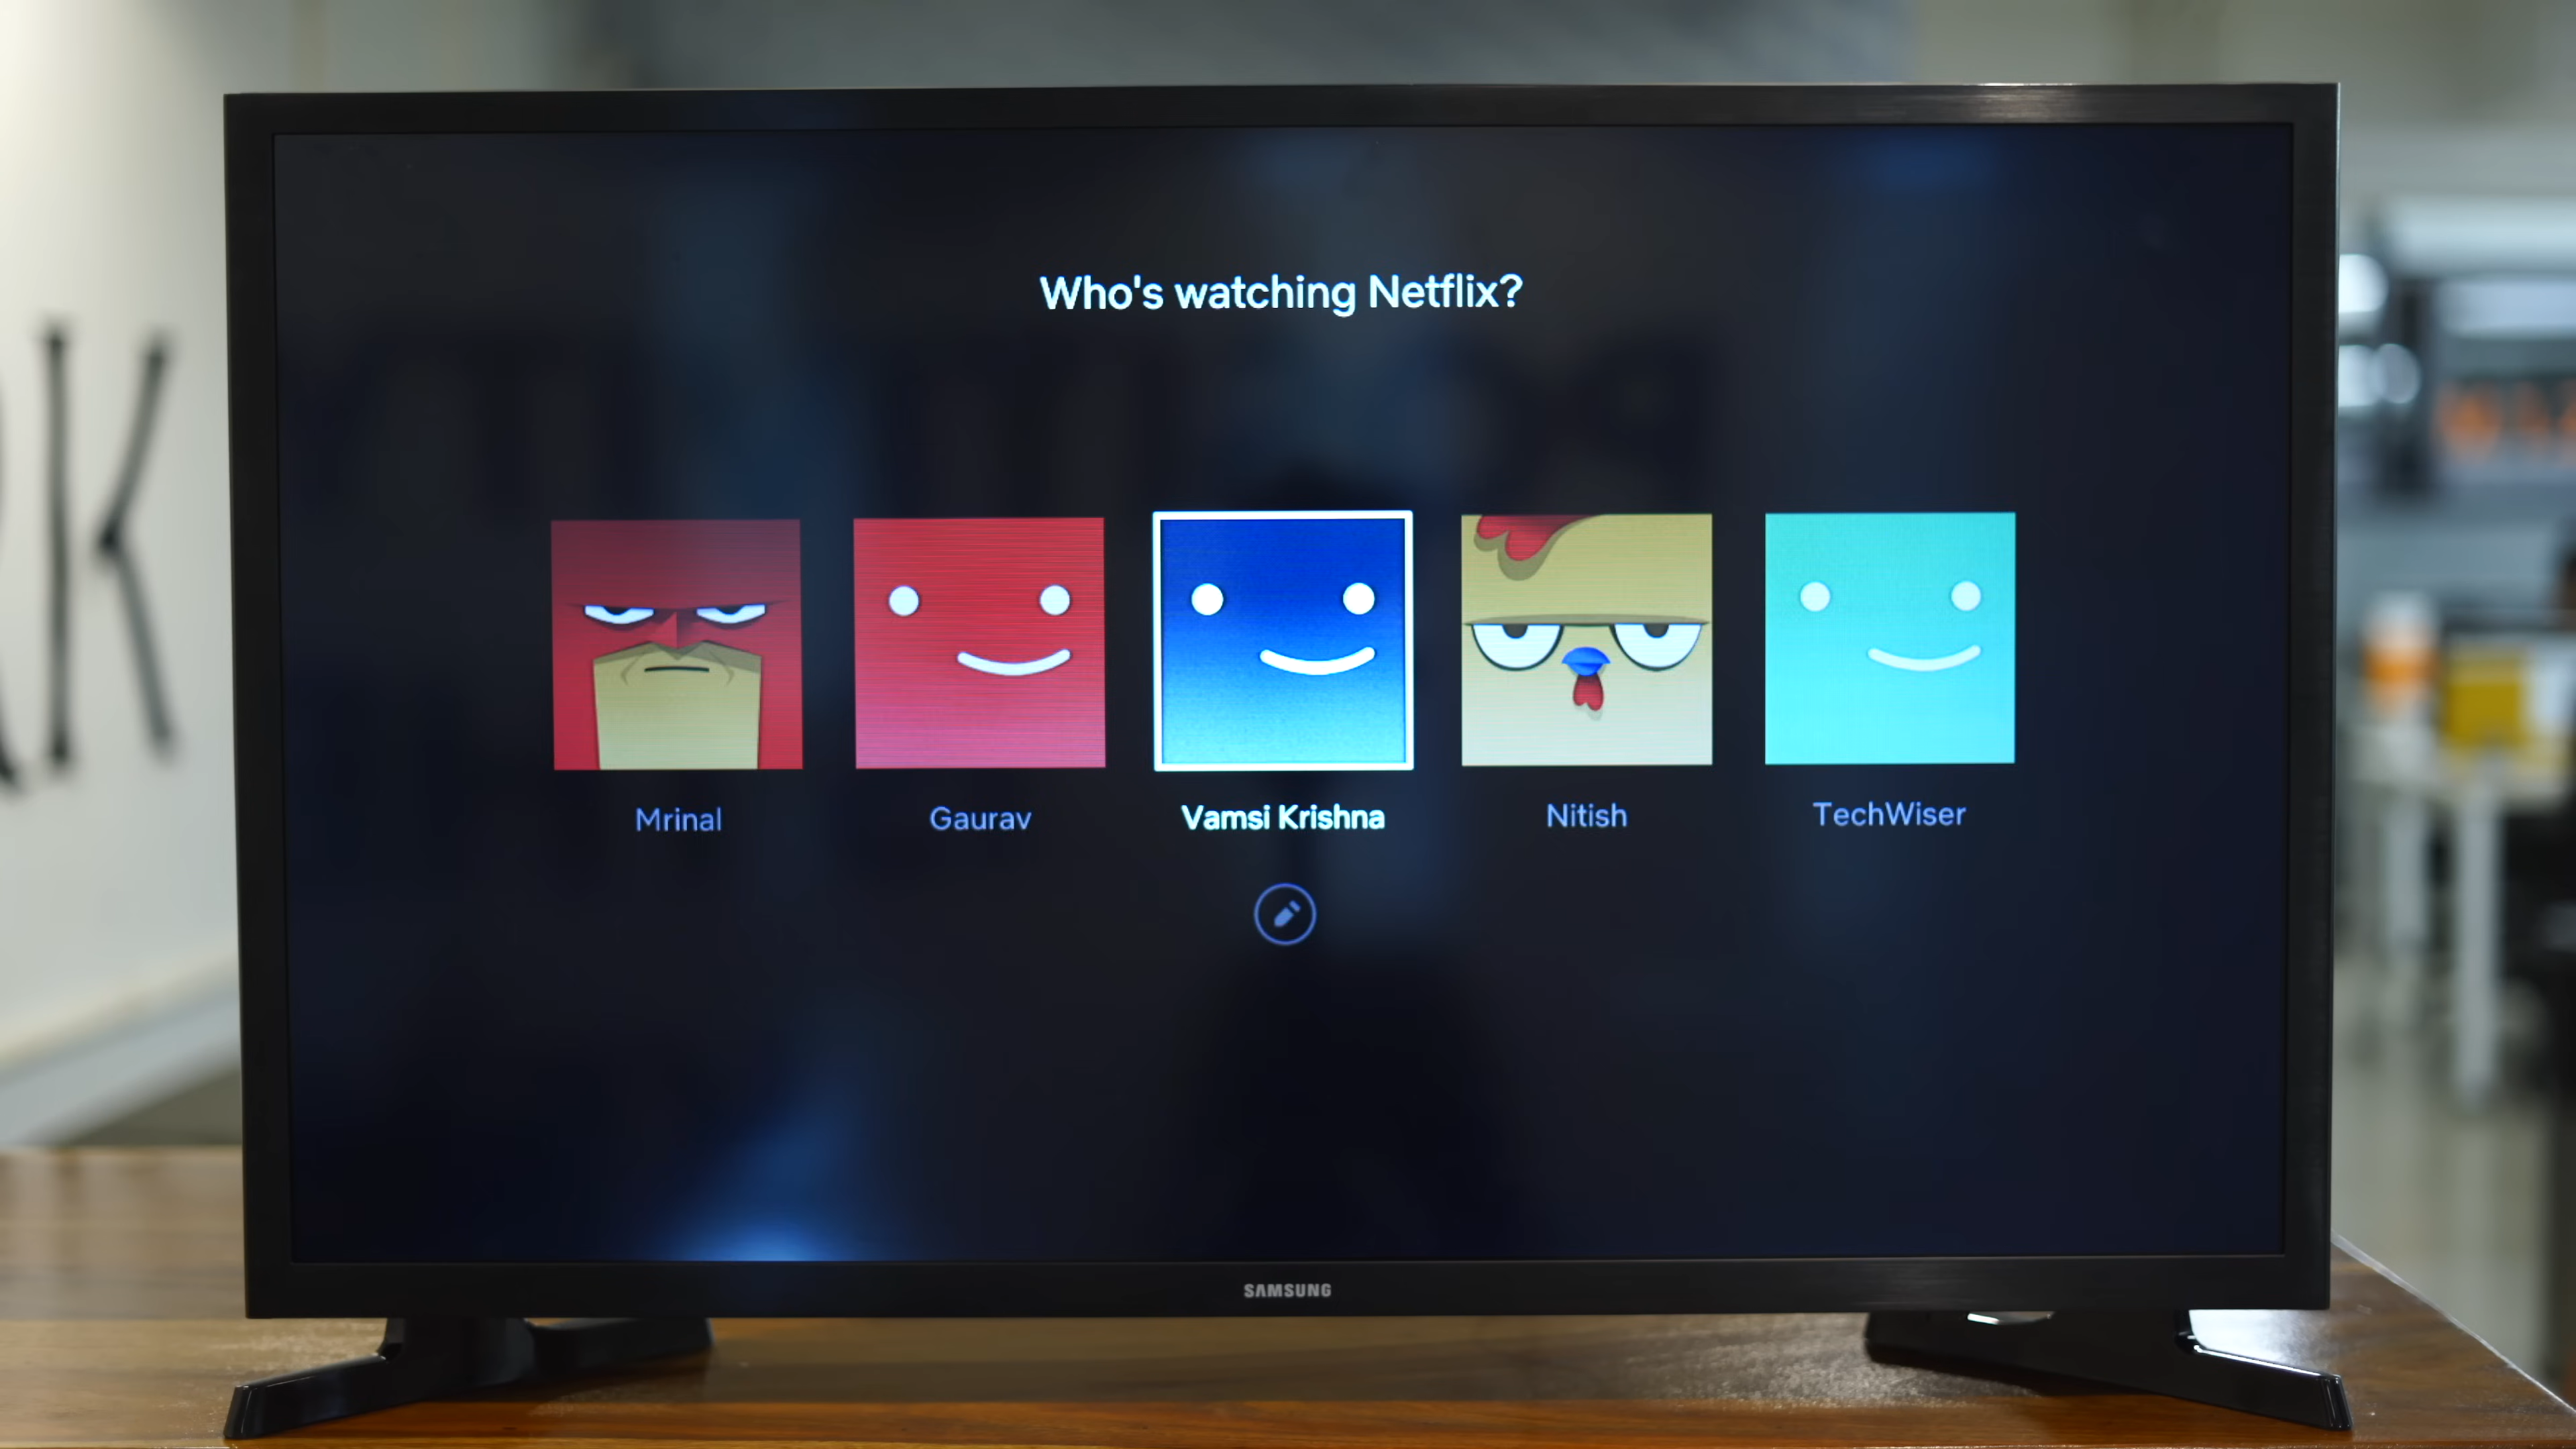 Who's watching Netflix?
Mrinal
Gaurav
Vamsi Krishna
Nitish
TechWiser
SAMSUNG